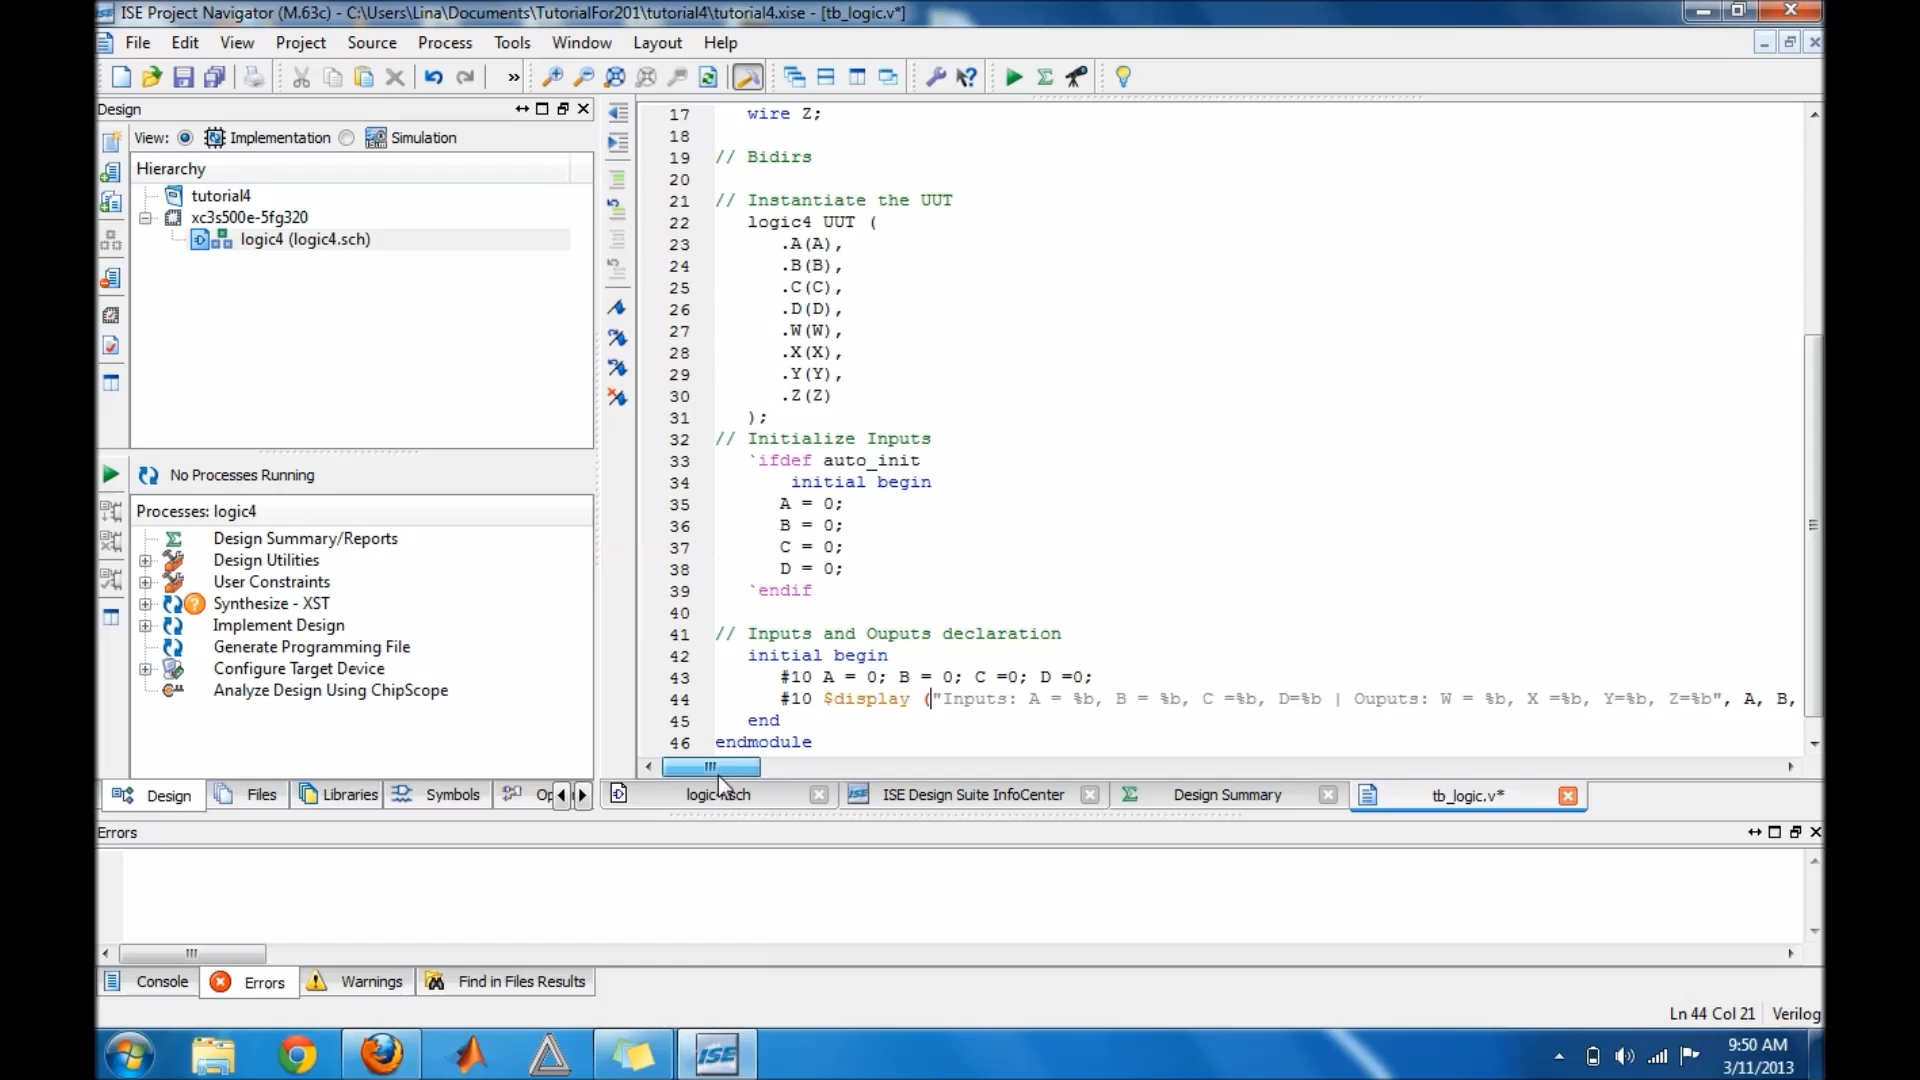 ISE Project Navigator (M.63c) - C:\Users\Lina\Documents\TutorialFor201\tutorial4\tutorial4.xise - [tb_logic.v*]
File Edit View Project Source Process Tools Window Layout Help
Design
View: Implementation Simulation
Hierarchy
tutorial4
xc3s500e-5fg320
logic4 (logic4.sch)
No Processes Running
Processes: logic4
Design Summary/Reports
Design Utilities
User Constraints
Synthesize - XST
Implement Design
Generate Programming File
Configure Target Device
Analyze Design Using ChipScope
Design Files Libraries Symbols
17 wire Z;
18
19 // Bidirs
20
21 // Instantiate the UUT
22 logic4 UUT (
23 .A(A),
24 .B(B),
25 .C(C),
26 .D(D),
27 .W(W),
28 .X(X),
29 .Y(Y),
30 .Z(Z)
31 );
32 // Initialize Inputs
33 `ifdef auto_init
34 initial begin
35 A = 0;
36 B = 0;
37 C = 0;
38 D = 0;
39 `endif
40
41 // Inputs and Ouputs declaration
42 initial begin
43 #10 A = 0; B = 0; C =0; D =0;
44 #10 $display ("Inputs: A = %b, B = %b, C =%b, D=%b | Ouputs: W = %b, X =%b, Y=%b, Z=%b", A, B,
45 end
46 endmodule
ISE Design Suite InfoCenter Design Summary tb_logic.v*
Errors
Console Errors Warnings Find in Files Results
Ln 44 Col 21 Verilog
ISE
9:50 AM
3/11/2013